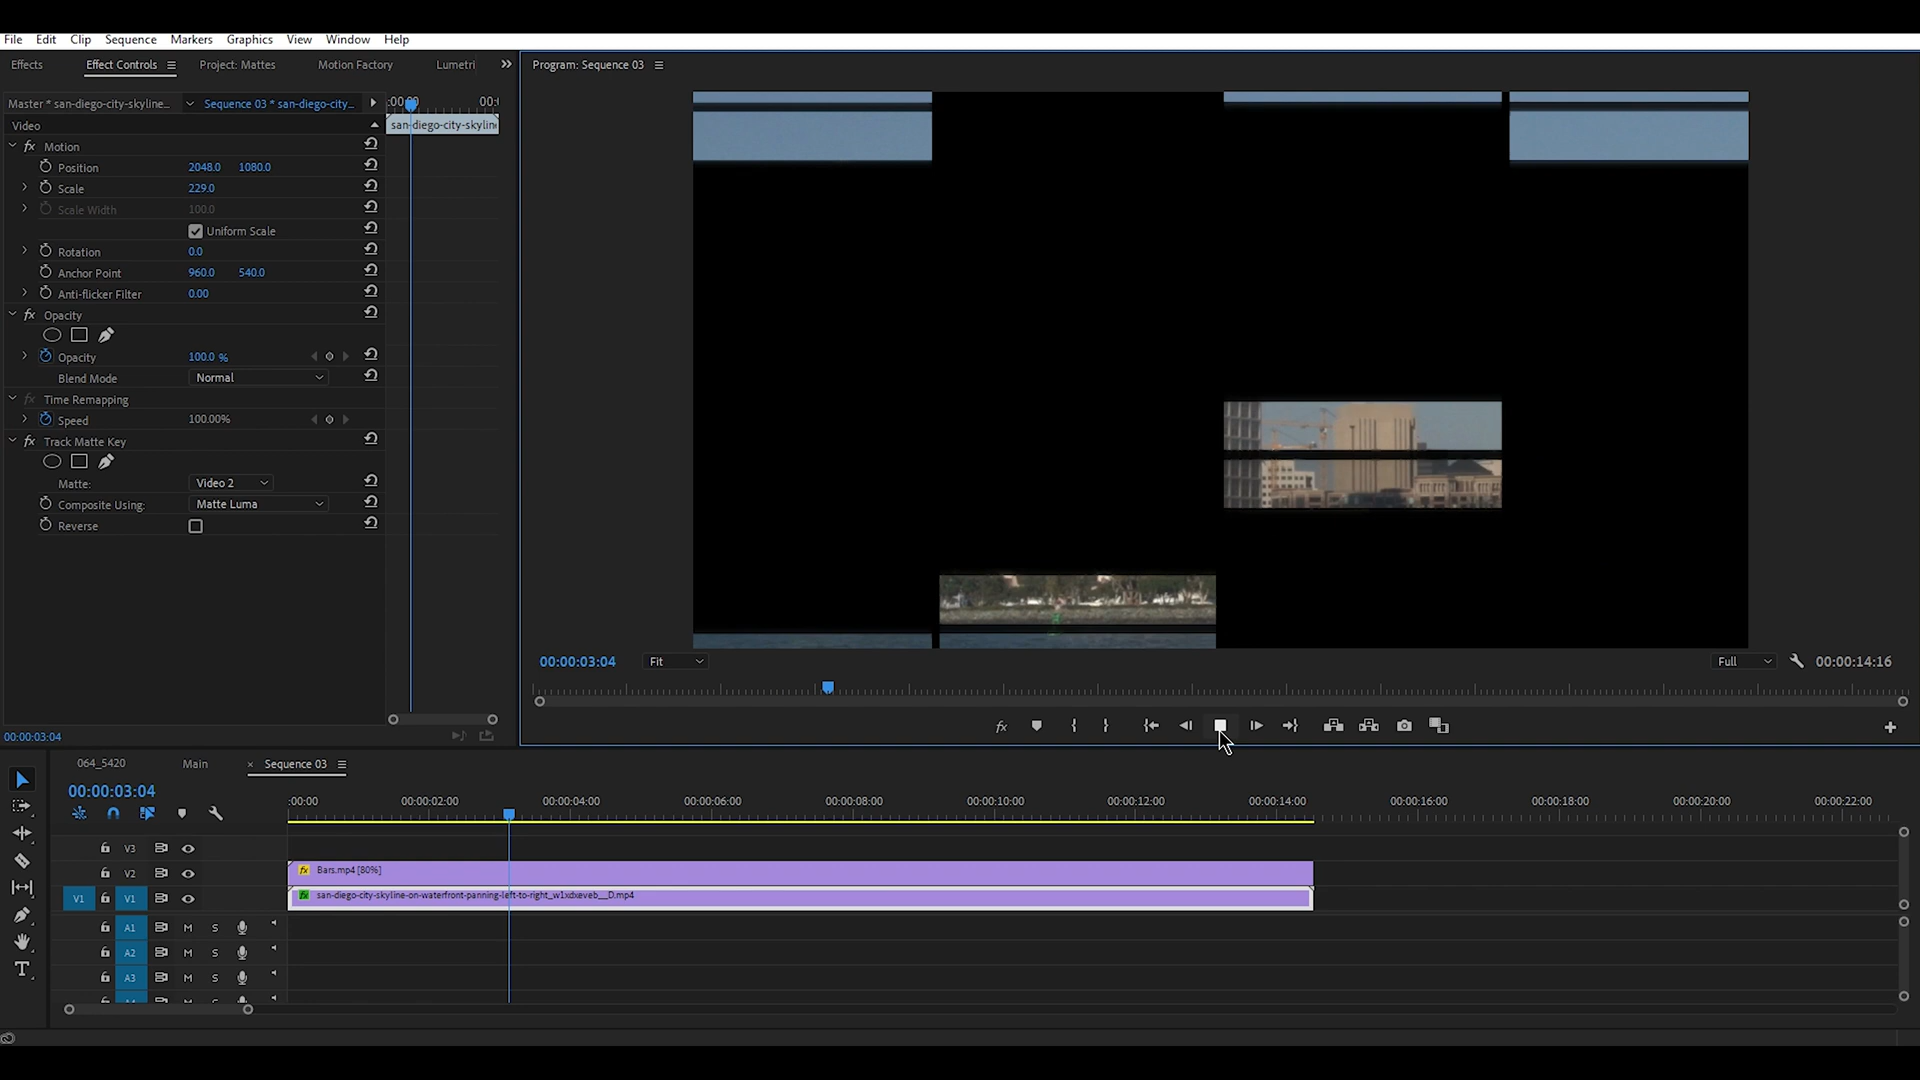 File Edit Clip Sequence Markers Graphics View Window Help
Effects Effect Controls Project: Mattes Motion Factory Lumetri
Program: Sequence 03
Master * san-diego-city-skyline... Sequence 03 * san-diego-city...
Video
san-diego-city-skylin
Motion
Position 2048.0 1080.0
Scale 229.0
Scale Width 100.0
Uniform Scale
Rotation 0.0
Anchor Point 960.0 540.0
Anti-flicker Filter 0.00
fx Opacity
Opacity 100.0 %
Blend Mode Normal
Time Remapping
Speed 100.00%
fx Track Matte Key
Matte: Video 2
Composite Using: Matte Luma
Reverse
00:00:03:04
00:00:03:04 Fit Full 00:00:14:16
fx
064_5420 Main × Sequence 03
00:00:03:04
:00:00 00:00:02:00 00:00:04:00 00:00:06:00 00:00:08:00 00:00:10:00 00:00:12:00 00:00:14:00 00:00:16:00 00:00:18:00 00:00:20:00 00:00:22:00
V3
V2 fx Bars.mp4 [80%]
V1 V1 fx san-diego-city-skyline-on-waterfront-panning-left-to-right_w1xdxeveb__D.mp4
A1 M S
A2 M S
A3 M S
T